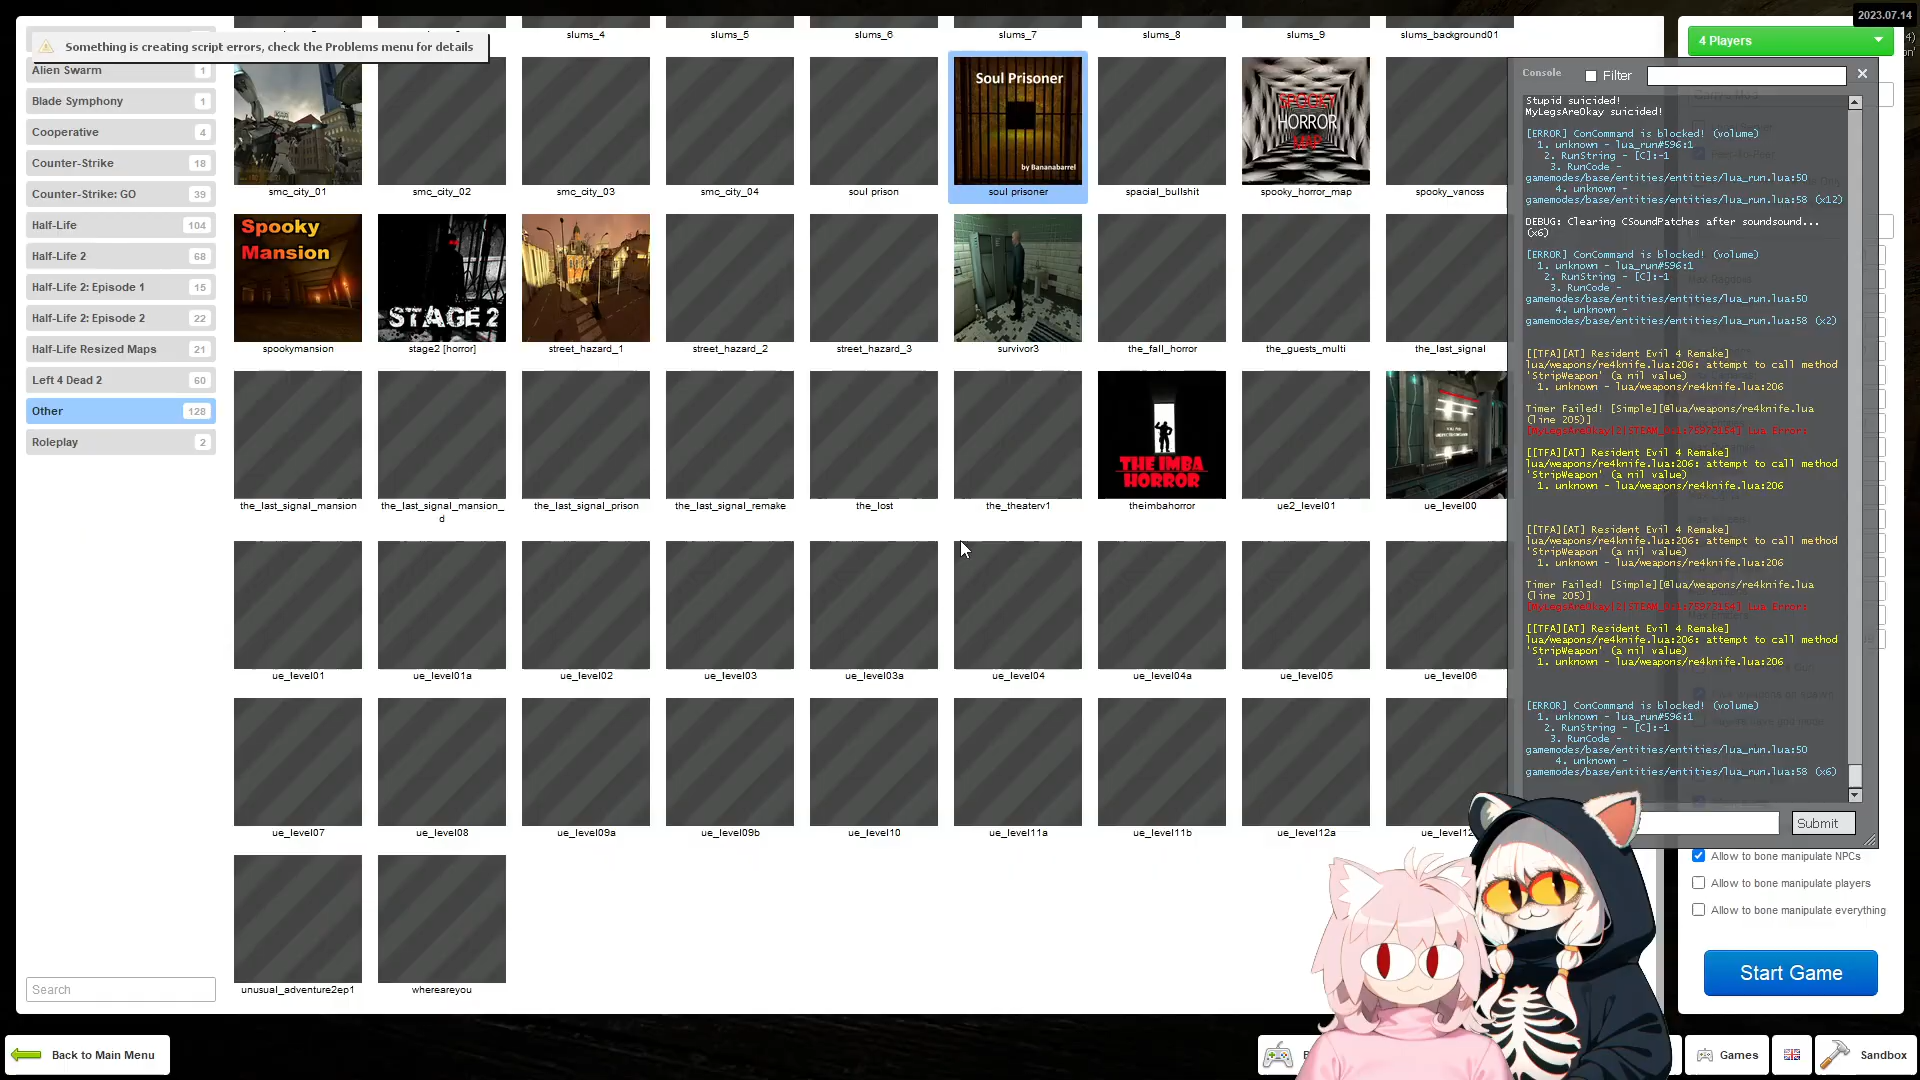 2023.07.14
Something is creating script errors, check the Problems menu for details
Alien Swarm 1
Blade Symphony 1
Cooperative 4
Counter-Strike 18
Counter-Strike: GO 39
Half-Life 104
Half-Life 2 68
Half-Life 2: Episode 1 15
Half-Life 2: Episode 2 22
Half-Life Resized Maps 21
Left 4 Dead 2 60
Other 128
Roleplay 2
Search
Back to Main Menu
slums_4 slums_5 slums_6 slums_7 slums_8 slums_9 slums_background01
Soul Prisoner
by Bananabarrel
SPOOKY
HORROR
MAP
smc_city_01 smc_city_02 smc_city_03 smc_city_04 soul prison soul prisoner spacial_bullshit spooky_horror_map spooky_vanoss
Spooky
Mansion
STAGE 2
spookymansion stage2 [horror] street_hazard_1 street_hazard_2 street_hazard_3 survivor3 the_fall_horror the_guests_multi the_last_signal
THE IMBA
HORROR
the_last_signal_mansion the_last_signal_mansion_d the_last_signal_prison the_last_signal_remake the_lost the_theaterv1 theimbahorror ue2_level01 ue_level00
ue_level01 ue_level01a ue_level02 ue_level03 ue_level03a ue_level04 ue_level04a ue_level05 ue_level06
ue_level07 ue_level08 ue_level09a ue_level09b ue_level10 ue_level11a ue_level11b ue_level12a
unusual_adventure2ep1 whereareyou
4 Players
Console Filter
Stupid suicided!
MyLegsAreOkay suicided!
[ERROR] ConCommand is blocked! (volume)
1. unknown - lua_run#596:1
2. RunString - [C]:-1
3. RunCode -
gamemodes/base/entities/entities/lua_run.lua:50
4. unknown -
gamemodes/base/entities/entities/lua_run.lua:58 (x12)
DEBUG: Clearing CSoundPatches after soundsound...
(x6)
[ERROR] ConCommand is blocked! (volume)
1. unknown - lua_run#596:1
2. RunString - [C]:-1
3. RunCode -
gamemodes/base/entities/entities/lua_run.lua:50
4. unknown -
gamemodes/base/entities/entities/lua_run.lua:58 (x2)
[[TFA][AT] Resident Evil 4 Remake]
lua/weapons/re4knife.lua:206: attempt to call method
'StripWeapon' (a nil value)
1. unknown - lua/weapons/re4knife.lua:206
Timer Failed! [Simple][@lua/weapons/re4knife.lua
(line 205)]
[[TFA][AT] Resident Evil 4 Remake]
lua/weapons/re4knife.lua:206: attempt to call method
'StripWeapon' (a nil value)
1. unknown - lua/weapons/re4knife.lua:206
[[TFA][AT] Resident Evil 4 Remake]
lua/weapons/re4knife.lua:206: attempt to call method
'StripWeapon' (a nil value)
1. unknown - lua/weapons/re4knife.lua:206
Timer Failed! [Simple][@lua/weapons/re4knife.lua
(line 205)]
[[TFA][AT] Resident Evil 4 Remake]
lua/weapons/re4knife.lua:206: attempt to call method
'StripWeapon' (a nil value)
1. unknown - lua/weapons/re4knife.lua:206
[ERROR] ConCommand is blocked! (volume)
1. unknown - lua_run#596:1
2. RunString - [C]:-1
3. RunCode -
gamemodes/base/entities/entities/lua_run.lua:50
4. unknown -
gamemodes/base/entities/entities/lua_run.lua:58 (x6)
Submit
Allow to bone manipulate NPCs
Allow to bone manipulate players
Allow to bone manipulate everything
Start Game
Games
Sandbox